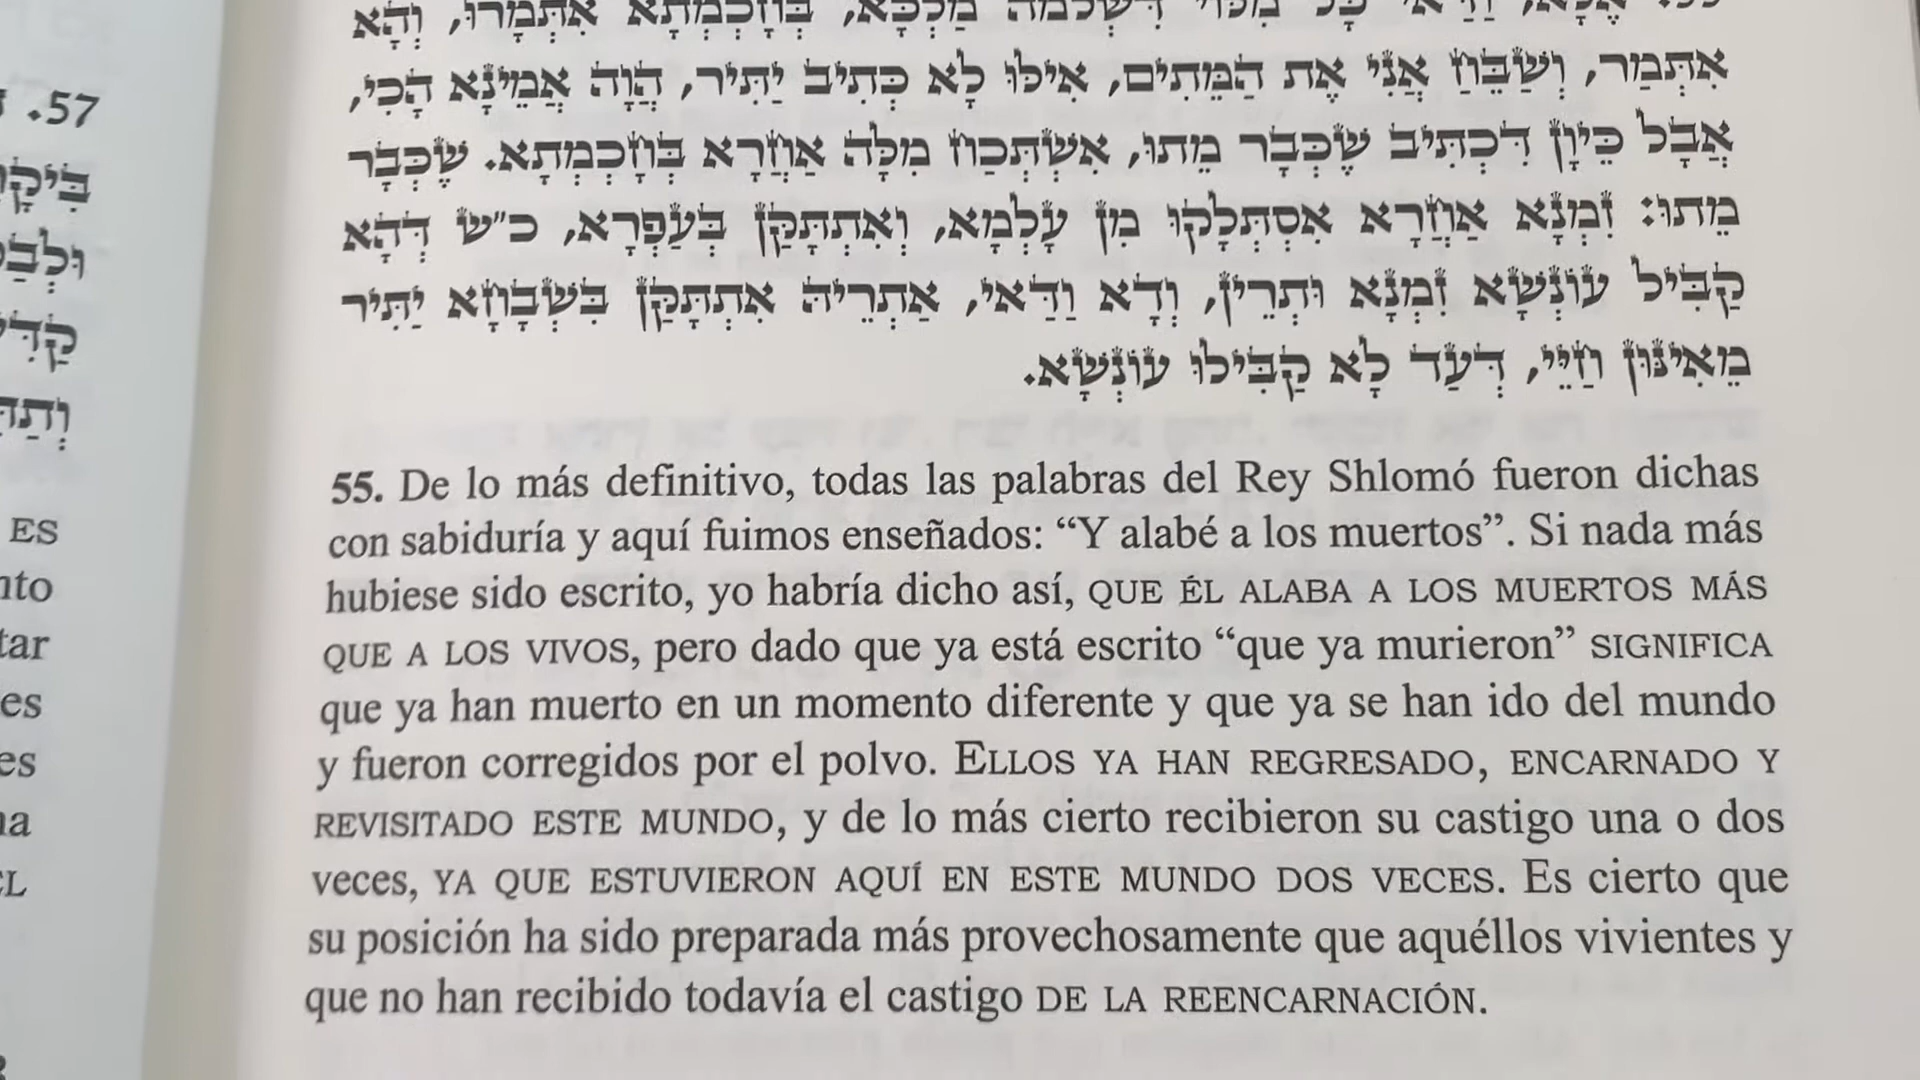 אִתְּמַר, וְשַׁבֵּחַ אֲנִי אֶת הַמֵּתִים, אִילּוּ לָא כְּתִיב יַתִּיר, הֲוָה אֲמֵינָא הָכִי,
אֲבָל כֵּיוָן דִּכְתִיב שֶׁכְּבָר מֵתוּ, אִשְׁתְּכַח מִלָּה אַחֲרָא בְּחָכְמְתָא. שֶׁכְּבָר
מֵתוּ: זִמְנָא אַחֲרָא אִסְתְּלָקוּ מִן עָלְמָא, וְאִתְתָּקַּן בְּעַפְרָא, כ"שׁ דְּהָא
קַבִּיל עוֹנְשָׁא זִמְנָא וּתְרֵין, וְדָא וַדַּאי, אַתְרֵיהּ אִתְתָּקַּן בִּשְׁבָחָא יַתִּיר
מֵאִינּוּן חַיֵּי, דְּעַד לָא קַבִּילוּ עוֹנְשָׁא.
55. De lo más definitivo, todas las palabras del Rey Shlomó fueron dichas
con sabiduría y aquí fuimos enseñados: “Y alabé a los muertos”. Si nada más
hubiese sido escrito, yo habría dicho así, QUE ÉL ALABA A LOS MUERTOS MÁS
QUE A LOS VIVOS, pero dado que ya está escrito “que ya murieron” SIGNIFICA
que ya han muerto en un momento diferente y que ya se han ido del mundo
y fueron corregidos por el polvo. ELLOS YA HAN REGRESADO, ENCARNADO Y
REVISITADO ESTE MUNDO, y de lo más cierto recibieron su castigo una o dos
veces, YA QUE ESTUVIERON AQUÍ EN ESTE MUNDO DOS VECES. Es cierto que
su posición ha sido preparada más provechosamente que aquéllos vivientes y
que no han recibido todavía el castigo DE LA REENCARNACIÓN.
57.
ES